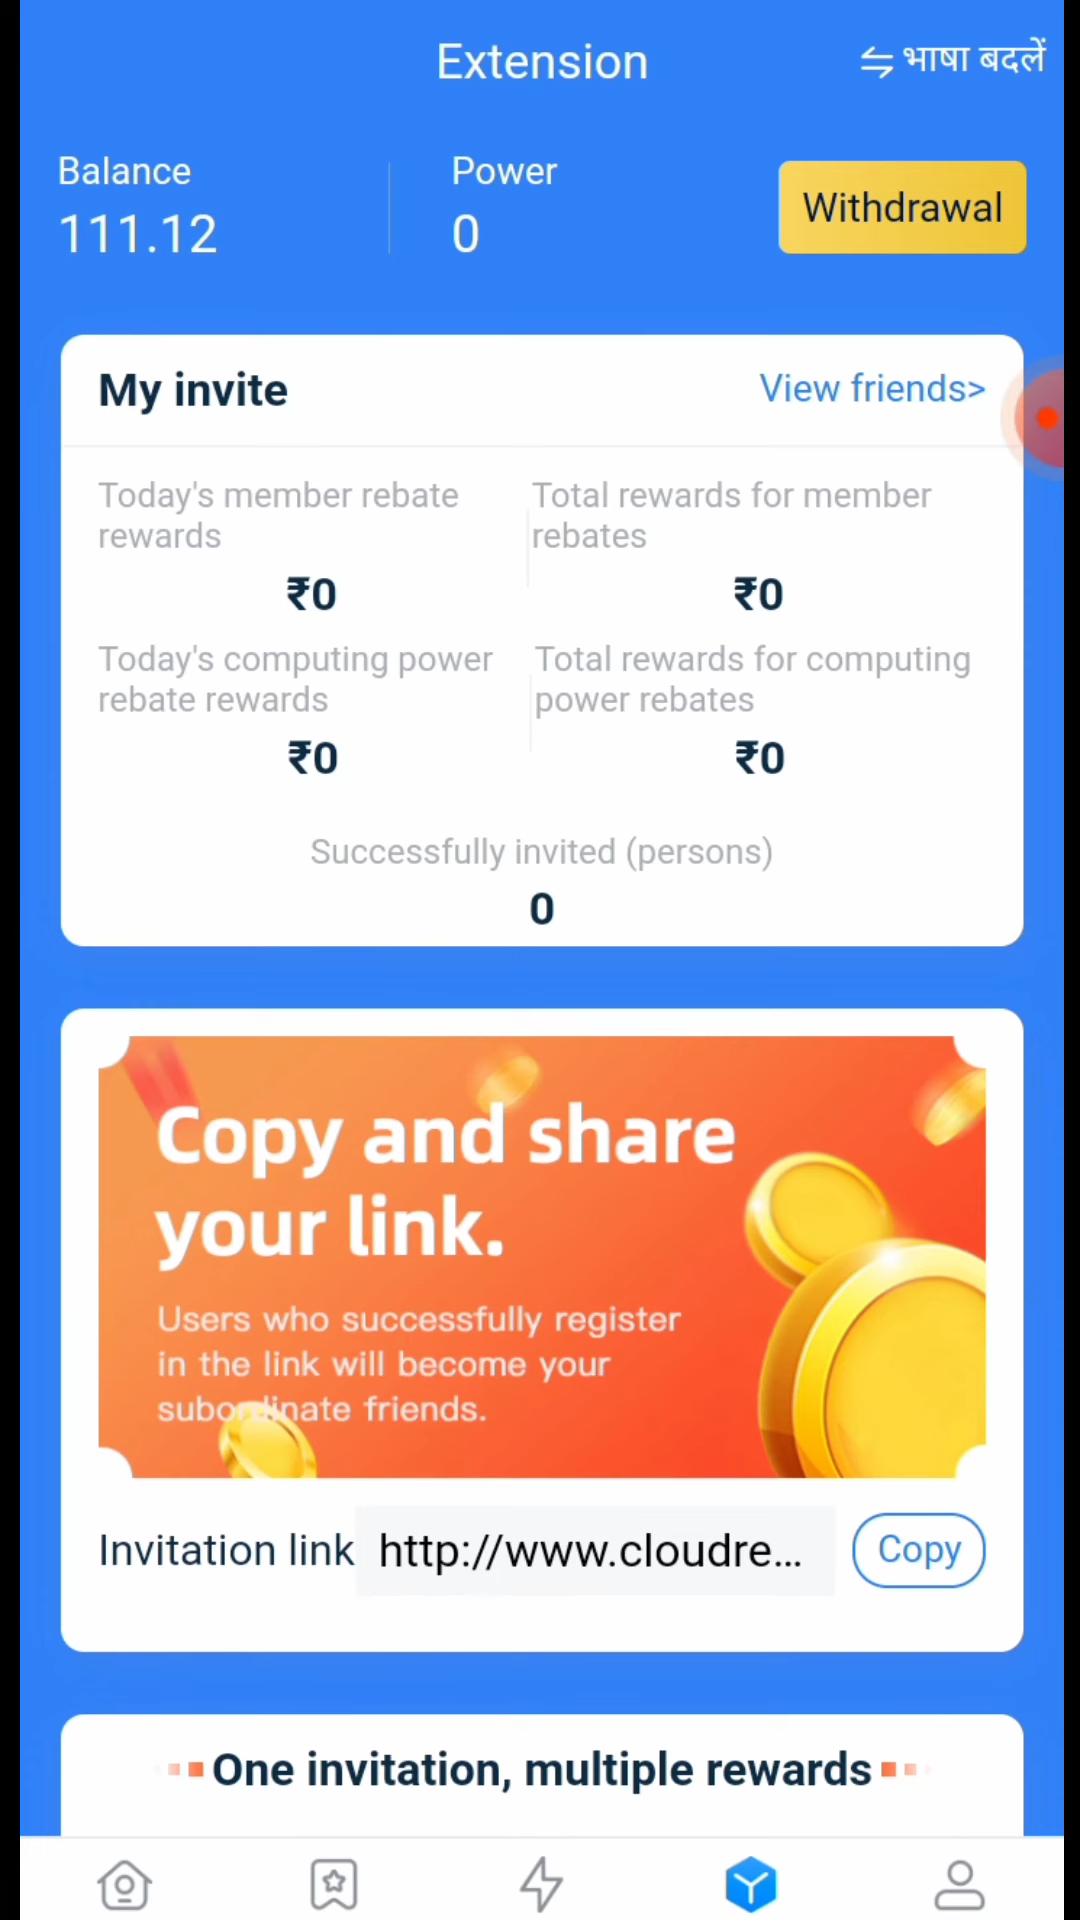 Extension
भाषा बदलें
Balance
Power
111.12
0
Withdrawal
My invite
View friends>
Today's member rebate
rewards
₹0
Total rewards for member
rebates
₹0
Today's computing power
rebate rewards
₹0
Total rewards for computing
power rebates
₹0
Successfully invited (persons)
0
Copy and share
your link.
Users who successfully register
in the link will become your
subordinate friends.
Invitation link
http://www.cloudre...
Copy
One invitation, multiple rewards